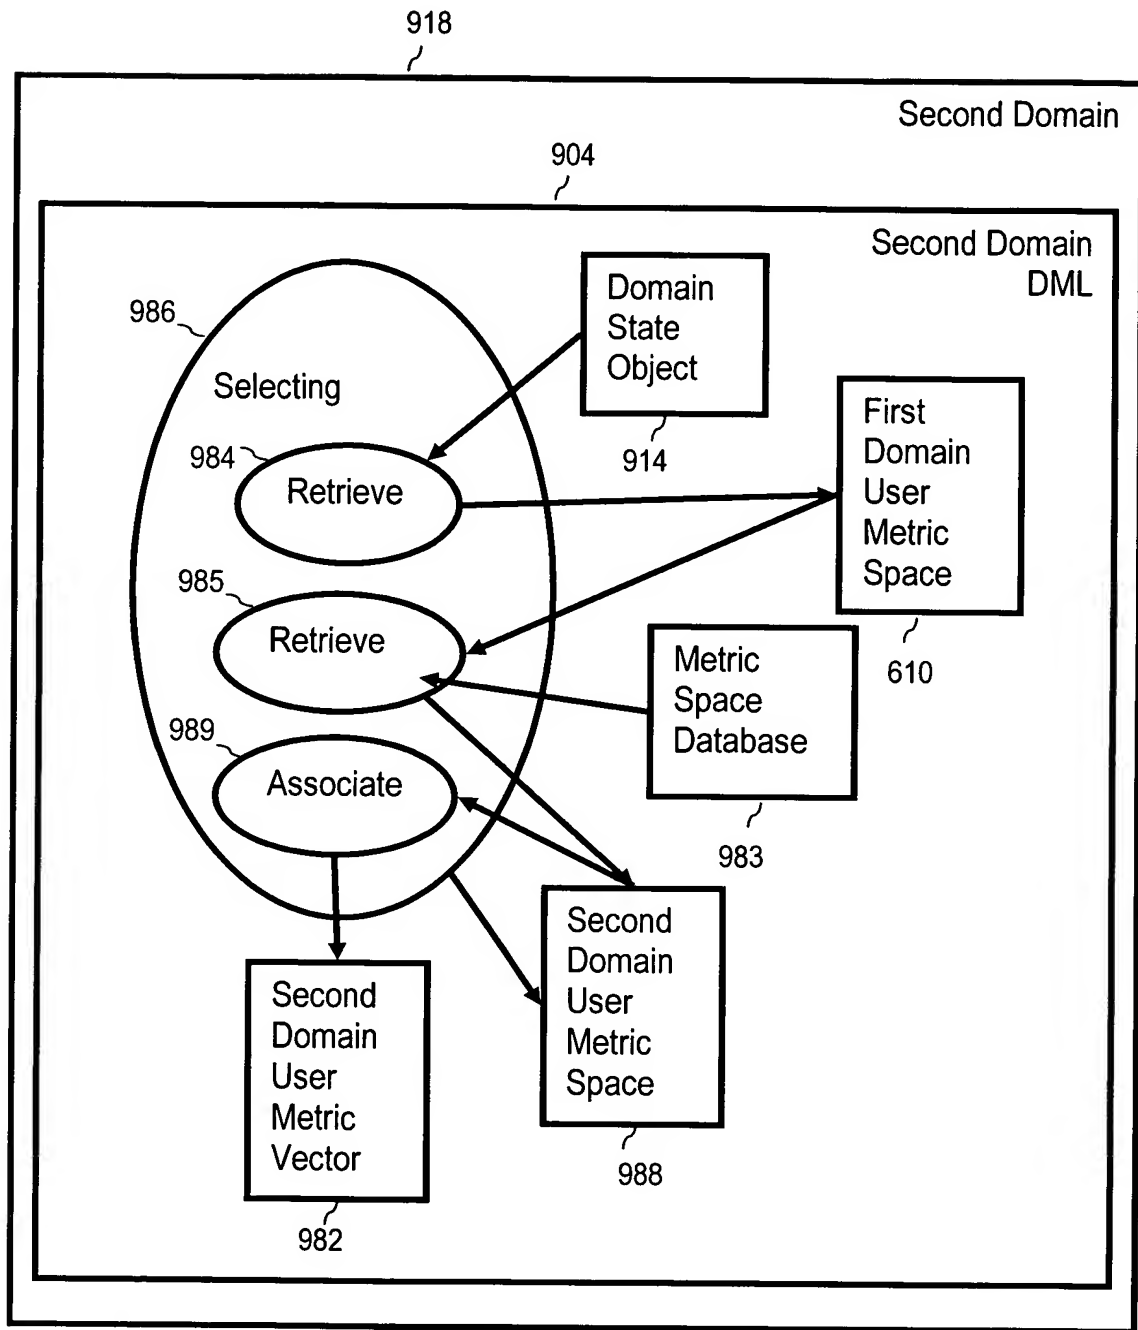 918
Second Domain
904
Second Domain
DML
986
Selecting
Domain
State
Object
914
984
Retrieve
First
Domain
User
Metric
Space
610
985
Retrieve
Metric
Space
Database
983
989
Associate
Second
Domain
User
Metric
Space
988
Second
Domain
User
Metric
Vector
982